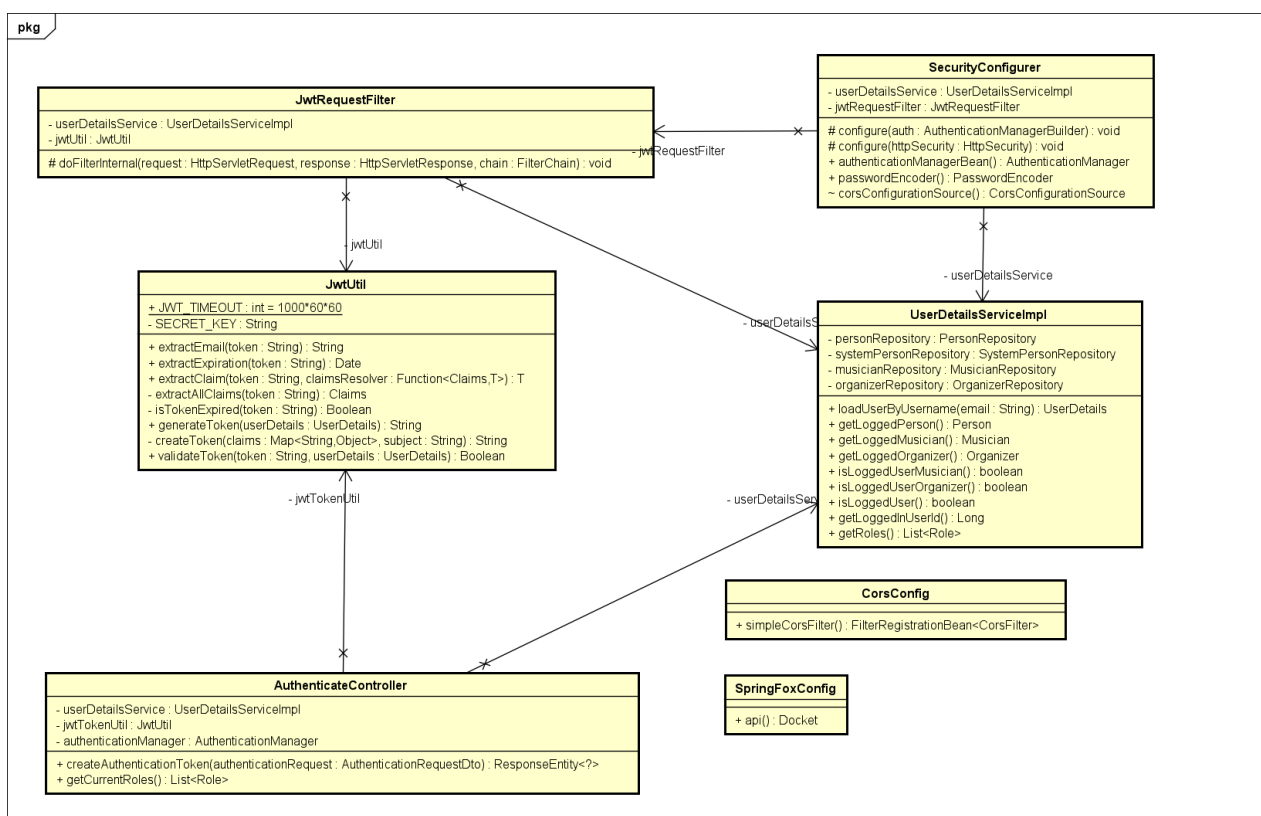 pkg
JwtRequestFilter
- userDetailsService : UserDetailsServiceImpl
- jwtUtil : JwtUtil
# doFilterInternal(request : HttpServletRequest, response : HttpServletResponse, chain : FilterChain) : void
SecurityConfigurer
- userDetailsService : UserDetailsServiceImpl
- jwtRequestFilter : JwtRequestFilter
# configure(auth : AuthenticationManagerBuilder) : void
# configure(httpSecurity : HttpSecurity) : void
+ authenticationManagerBean() : AuthenticationManager
+ passwordEncoder() : PasswordEncoder
~ corsConfigurationSource() : CorsConfigurationSource
- jwtRequestFilter
- jwtUtil
- userDetailsService
- userDetailsS
JwtUtil
+ JWT_TIMEOUT : int = 1000*60*60
- SECRET_KEY : String
+ extractEmail(token : String) : String
+ extractExpiration(token : String) : Date
+ extractClaim(token : String, claimsResolver : Function<Claims,T>) : T
- extractAllClaims(token : String) : Claims
- isTokenExpired(token : String) : Boolean
+ generateToken(userDetails : UserDetails) : String
- createToken(claims : Map<String,Object>, subject : String) : String
+ validateToken(token : String, userDetails : UserDetails) : Boolean
UserDetailsServiceImpl
- personRepository : PersonRepository
- systemPersonRepository : SystemPersonRepository
- musicianRepository : MusicianRepository
- organizerRepository : OrganizerRepository
+ loadUserByUsername(email : String) : UserDetails
+ getLoggedPerson() : Person
+ getLoggedMusician() : Musician
+ getLoggedOrganizer() : Organizer
+ isLoggedUserMusician() : boolean
+ isLoggedUserOrganizer() : boolean
+ isLoggedUser() : boolean
+ getLoggedInUserId() : Long
+ getRoles() : List<Role>
- jwtTokenUtil
- userDetailsServ
CorsConfig
+ simpleCorsFilter() : FilterRegistrationBean<CorsFilter>
AuthenticateController
- userDetailsService : UserDetailsServiceImpl
- jwtTokenUtil : JwtUtil
- authenticationManager : AuthenticationManager
+ createAuthenticationToken(authenticationRequest : AuthenticationRequestDto) : ResponseEntity<?>
+ getCurrentRoles() : List<Role>
SpringFoxConfig
+ api() : Docket